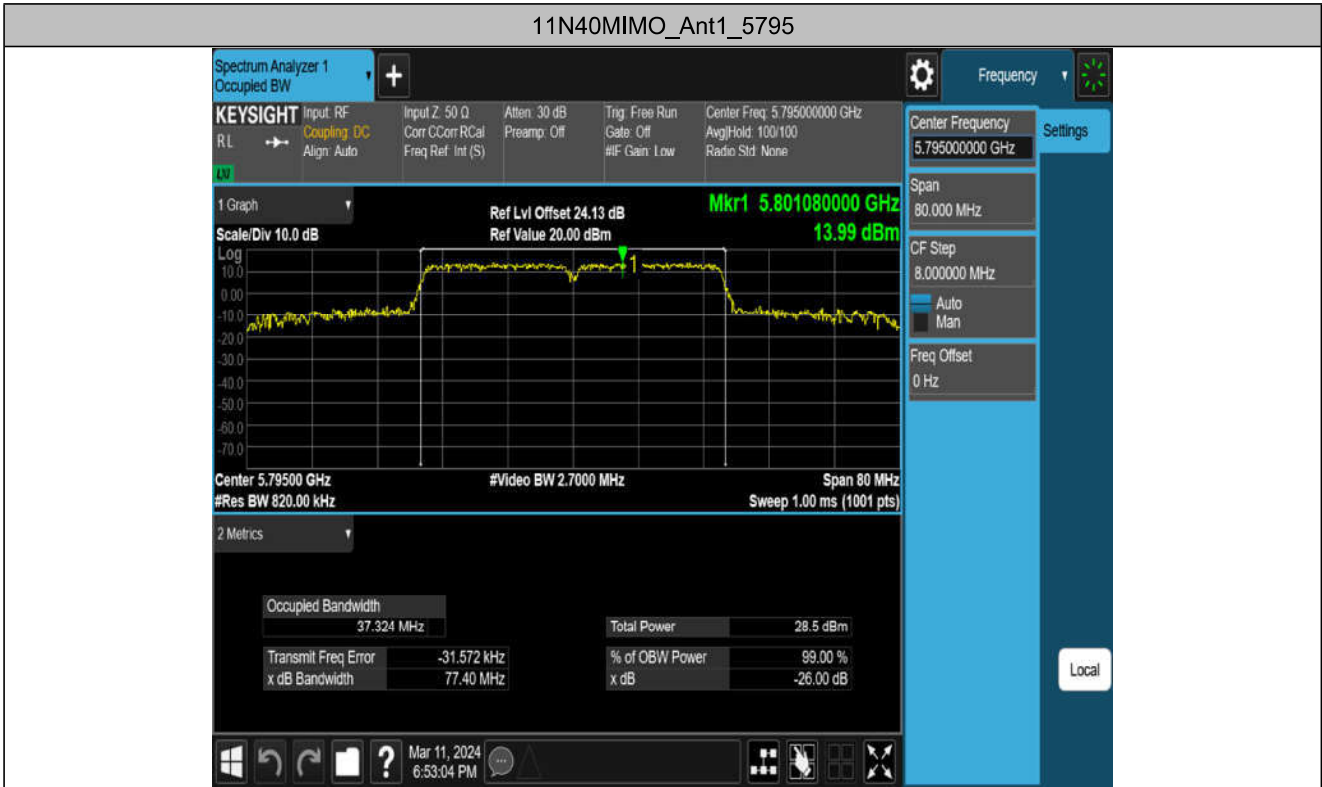 11N40MIMO_Ant1_5795
Spectrum Analyzer 1
Occupied BW
Frequency
KEYSIGHT
R L
Input: RF
Coupling: DC
Align: Auto
Input Z: 50 Ω
Corr CCorr RCal
Freq Ref: Int (S)
Atten: 30 dB
Preamp: Off
Trig: Free Run
Gate: Off
#IF Gain: Low
Center Freq: 5.795000000 GHz
Avg|Hold: 100/100
Radio Std: None
Center Frequency
5.795000000 GHz
Settings
Span
80.000 MHz
CF Step
8.000000 MHz
Auto
Man
Freq Offset
0 Hz
Local
1 Graph
Scale/Div 10.0 dB
Ref Lvl Offset 24.13 dB
Ref Value 20.00 dBm
Mkr1 5.801080000 GHz
13.99 dBm
Log
10.0
0.00
-10.0
-20.0
-30.0
-40.0
-50.0
-60.0
-70.0
1
Center 5.79500 GHz
#Video BW 2.7000 MHz
Span 80 MHz
#Res BW 820.00 kHz
Sweep 1.00 ms (1001 pts)
2 Metrics
Occupied Bandwidth
37.324 MHz
Total Power 28.5 dBm
Transmit Freq Error -31.572 kHz
% of OBW Power 99.00 %
x dB Bandwidth 77.40 MHz
x dB -26.00 dB
?
Mar 11, 2024
6:53:04 PM